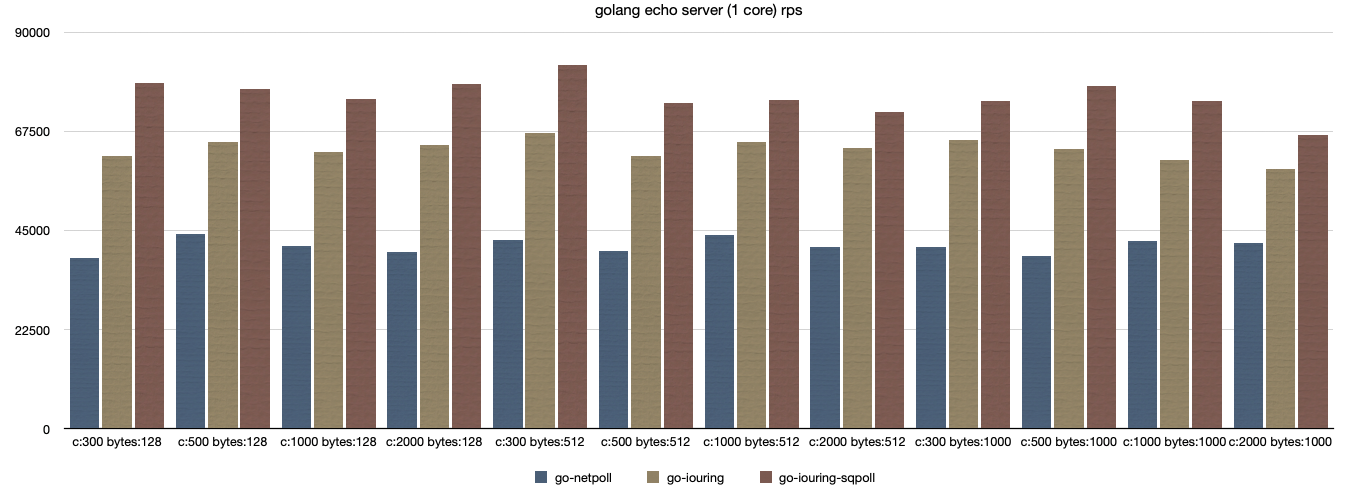 golang echo server (1 core) rps
90000
67500
45000
22500
0
c:300 bytes:128 c:500 bytes:128 c:1000 bytes:128 c:2000 bytes:128 c:300 bytes:512 c:500 bytes:512 c:1000 bytes:512 c:2000 bytes:512 c:300 bytes:1000 c:500 bytes:1000 c:1000 bytes:1000 c:2000 bytes:1000
go-netpoll go-iouring go-iouring-sqpoll